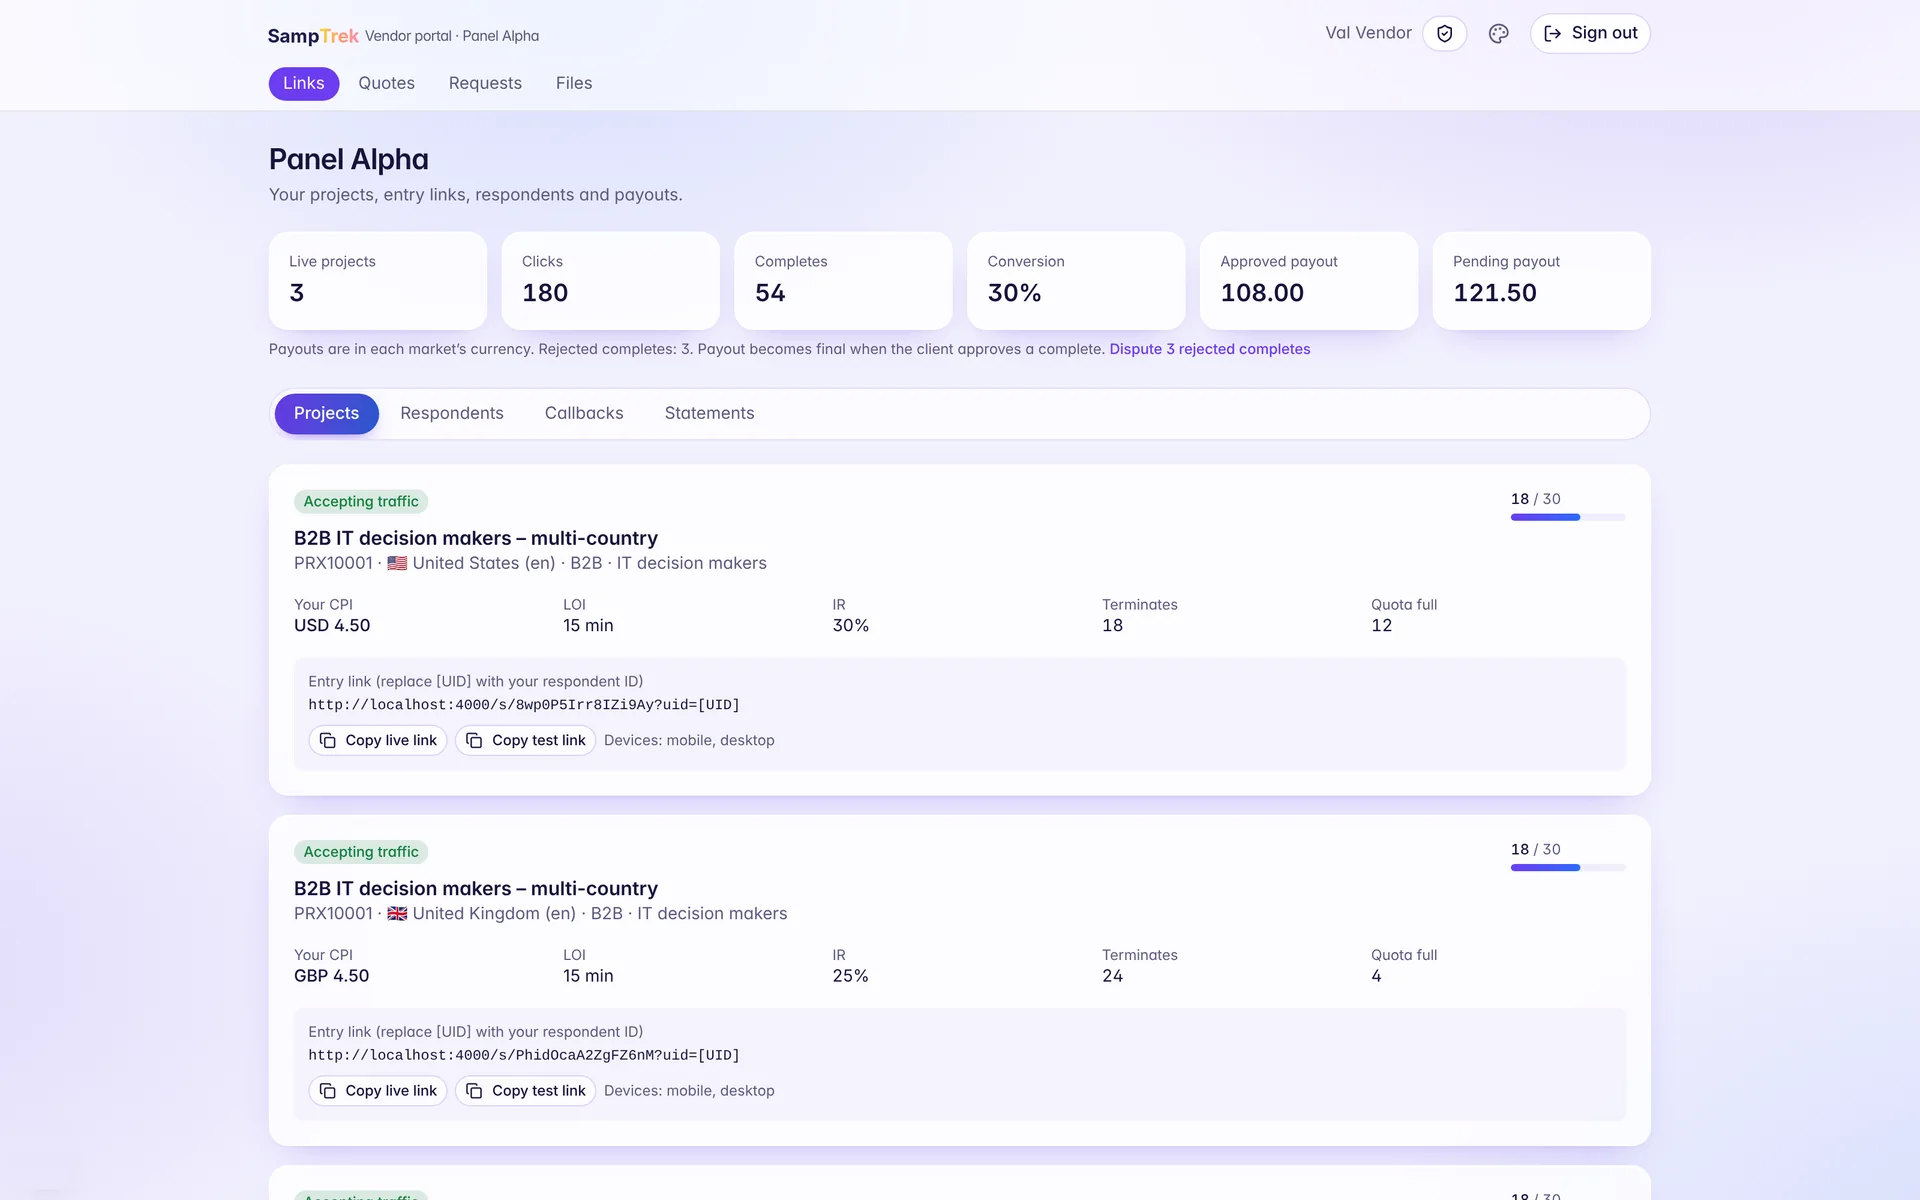 SampTrek Vendor portal · Panel Alpha
Val Vendor
Sign out
Links
Quotes
Requests
Files
Panel Alpha
Your projects, entry links, respondents and payouts.
Live projects
3
Clicks
180
Completes
54
Conversion
30%
Approved payout
108.00
Pending payout
121.50
Payouts are in each market’s currency. Rejected completes: 3. Payout becomes final when the client approves a complete. Dispute 3 rejected completes
Projects
Respondents
Callbacks
Statements
Accepting traffic
18 / 30
B2B IT decision makers – multi-country
PRX10001 · 🇺🇸 United States (en) · B2B · IT decision makers
Your CPI
USD 4.50
LOI
15 min
IR
30%
Terminates
18
Quota full
12
Entry link (replace [UID] with your respondent ID)
http://localhost:4000/s/8wp0P5Irr8IZi9Ay?uid=[UID]
Copy live link
Copy test link
Devices: mobile, desktop
Accepting traffic
18 / 30
B2B IT decision makers – multi-country
PRX10001 · 🇬🇧 United Kingdom (en) · B2B · IT decision makers
Your CPI
GBP 4.50
LOI
15 min
IR
25%
Terminates
24
Quota full
4
Entry link (replace [UID] with your respondent ID)
http://localhost:4000/s/PhidOcaA2ZgFZ6nM?uid=[UID]
Copy live link
Copy test link
Devices: mobile, desktop
Accepting traffic
18 / 30